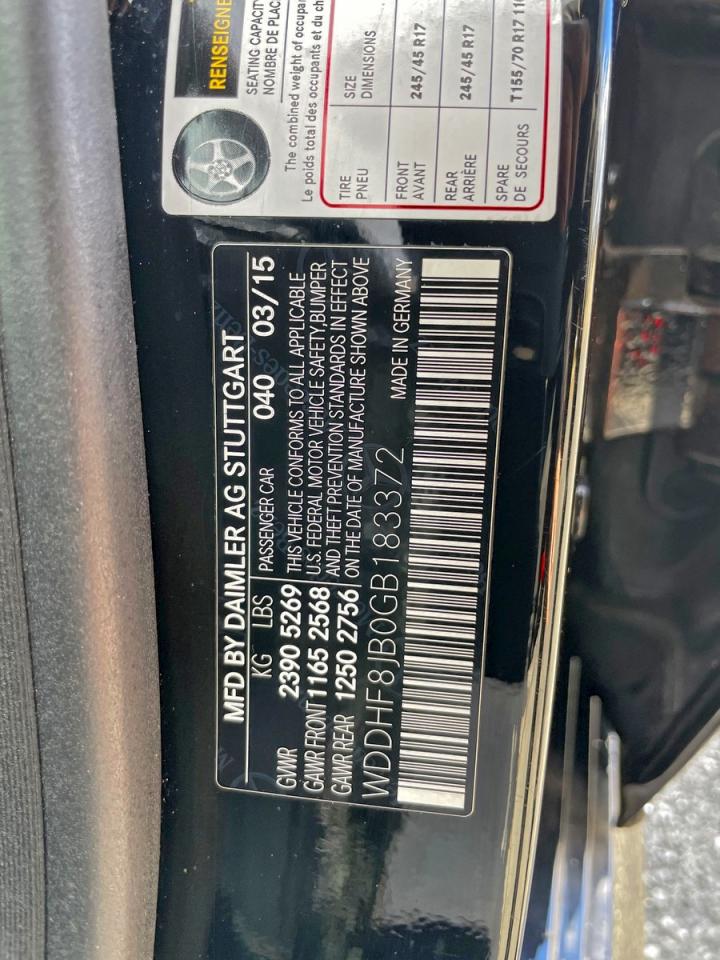 MFD BY DAIMLER AG STUTTGART
KG LBS PASSENGER CAR 040 03/15
GVWR 2390 5269
GAWR FRONT 1165 2568
GAWR REAR 1250 2756
THIS VEHICLE CONFORMS TO ALL APPLICABLE
U.S. FEDERAL MOTOR VEHICLE SAFETY,BUMPER
AND THEFT PREVENTION STANDARDS IN EFFECT
ON THE DATE OF MANUFACTURE SHOWN ABOVE
WDDHF8JB0GB183372 MADE IN GERMANY
SEATING CAPACITY
NOMBRE DE PLAC
The combined weight of occupa
Le poids total des occupants et du ch
TIRE SIZE
PNEU DIMENSIONS
FRONT 245/45 R17
AVANT
REAR 245/45 R17
ARRIÈRE
SPARE T155/70 R17
DE SECOURS